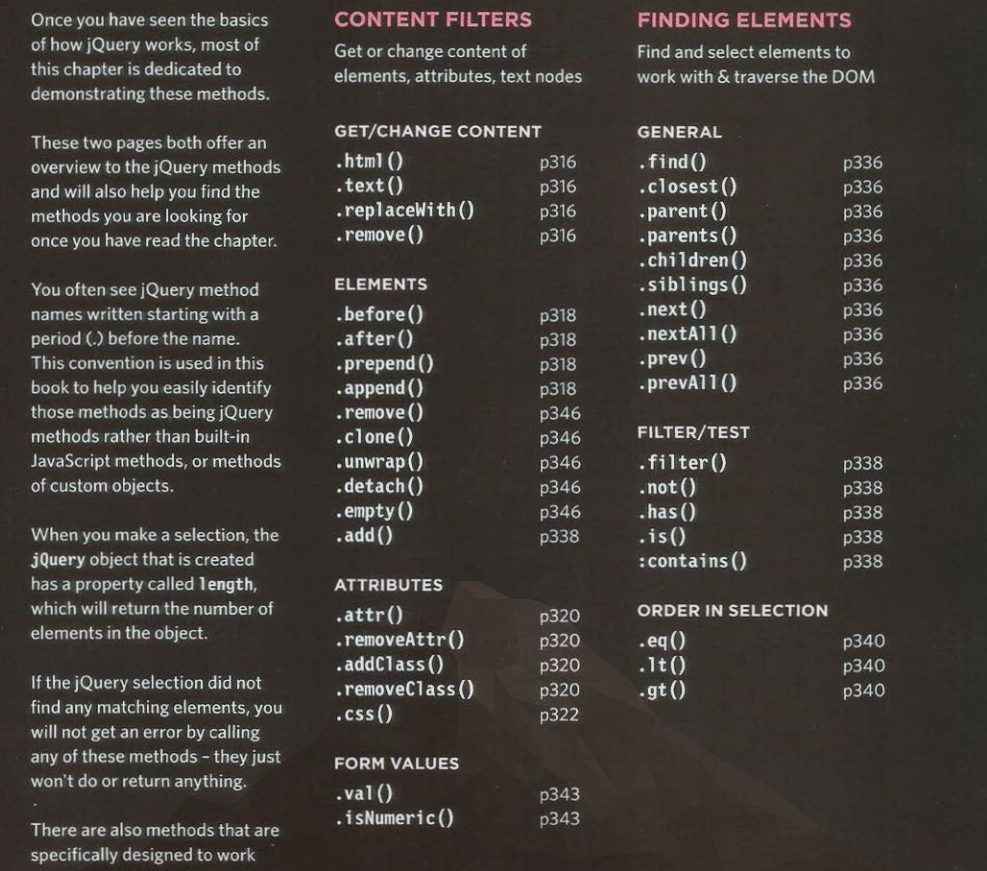 Once you have seen the basics
of how jQuery works, most of
this chapter is dedicated to
demonstrating these methods.
These two pages both offer an
overview to the jQuery methods
and will also help you find the
methods you are looking for
once you have read the chapter.
You often see jQuery method
names written starting with a
period (.) before the name.
This convention is used in this
book to help you easily identify
those methods as being jQuery
methods rather than built-in
JavaScript methods, or methods
of custom objects.
When you make a selection, the
jQuery object that is created
has a property called length,
which will return the number of
elements in the object.
If the jQuery selection did not
find any matching elements, you
will not get an error by calling
any of these methods – they just
won't do or return anything.
There are also methods that are
specifically designed to work
CONTENT FILTERS
Get or change content of
elements, attributes, text nodes
GET/CHANGE CONTENT
.html() p316
.text() p316
.replaceWith() p316
.remove() p316
ELEMENTS
.before() p318
.after() p318
.prepend() p318
.append() p318
.remove() p346
.clone() p346
.unwrap() p346
.detach() p346
.empty() p346
.add() p338
ATTRIBUTES
.attr() p320
.removeAttr() p320
.addClass() p320
.removeClass() p320
.css() p322
FORM VALUES
.val() p343
.isNumeric() p343
FINDING ELEMENTS
Find and select elements to
work with & traverse the DOM
GENERAL
.find() p336
.closest() p336
.parent() p336
.parents() p336
.children() p336
.siblings() p336
.next() p336
.nextAll() p336
.prev() p336
.prevAll() p336
FILTER/TEST
.filter() p338
.not() p338
.has() p338
.is() p338
:contains() p338
ORDER IN SELECTION
.eq() p340
.lt() p340
.gt() p340